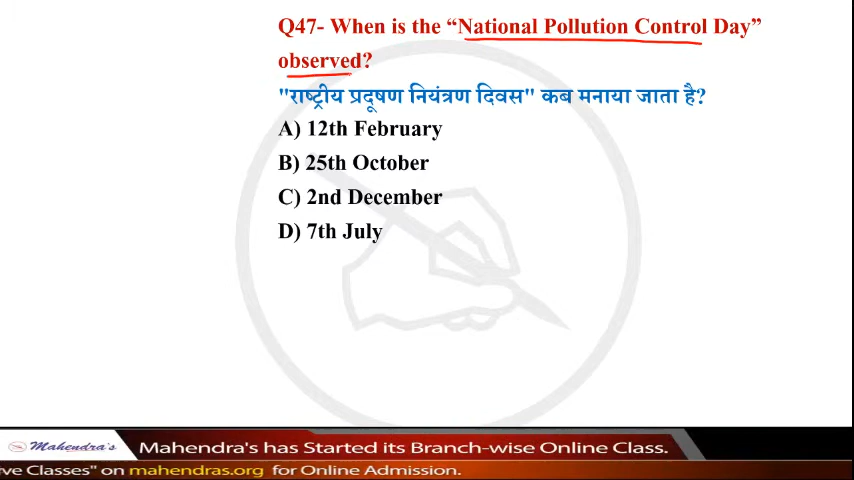 Q47- When is the “National Pollution Control Day”
observed?
"राष्ट्रीय प्रदूषण नियंत्रण दिवस" कब मनाया जाता है?
A) 12th February
B) 25th October
C) 2nd December
D) 7th July
Mahendra's Mahendra's has Started its Branch-wise Online Class.
ve Classes" on mahendras.org for Online Admission.